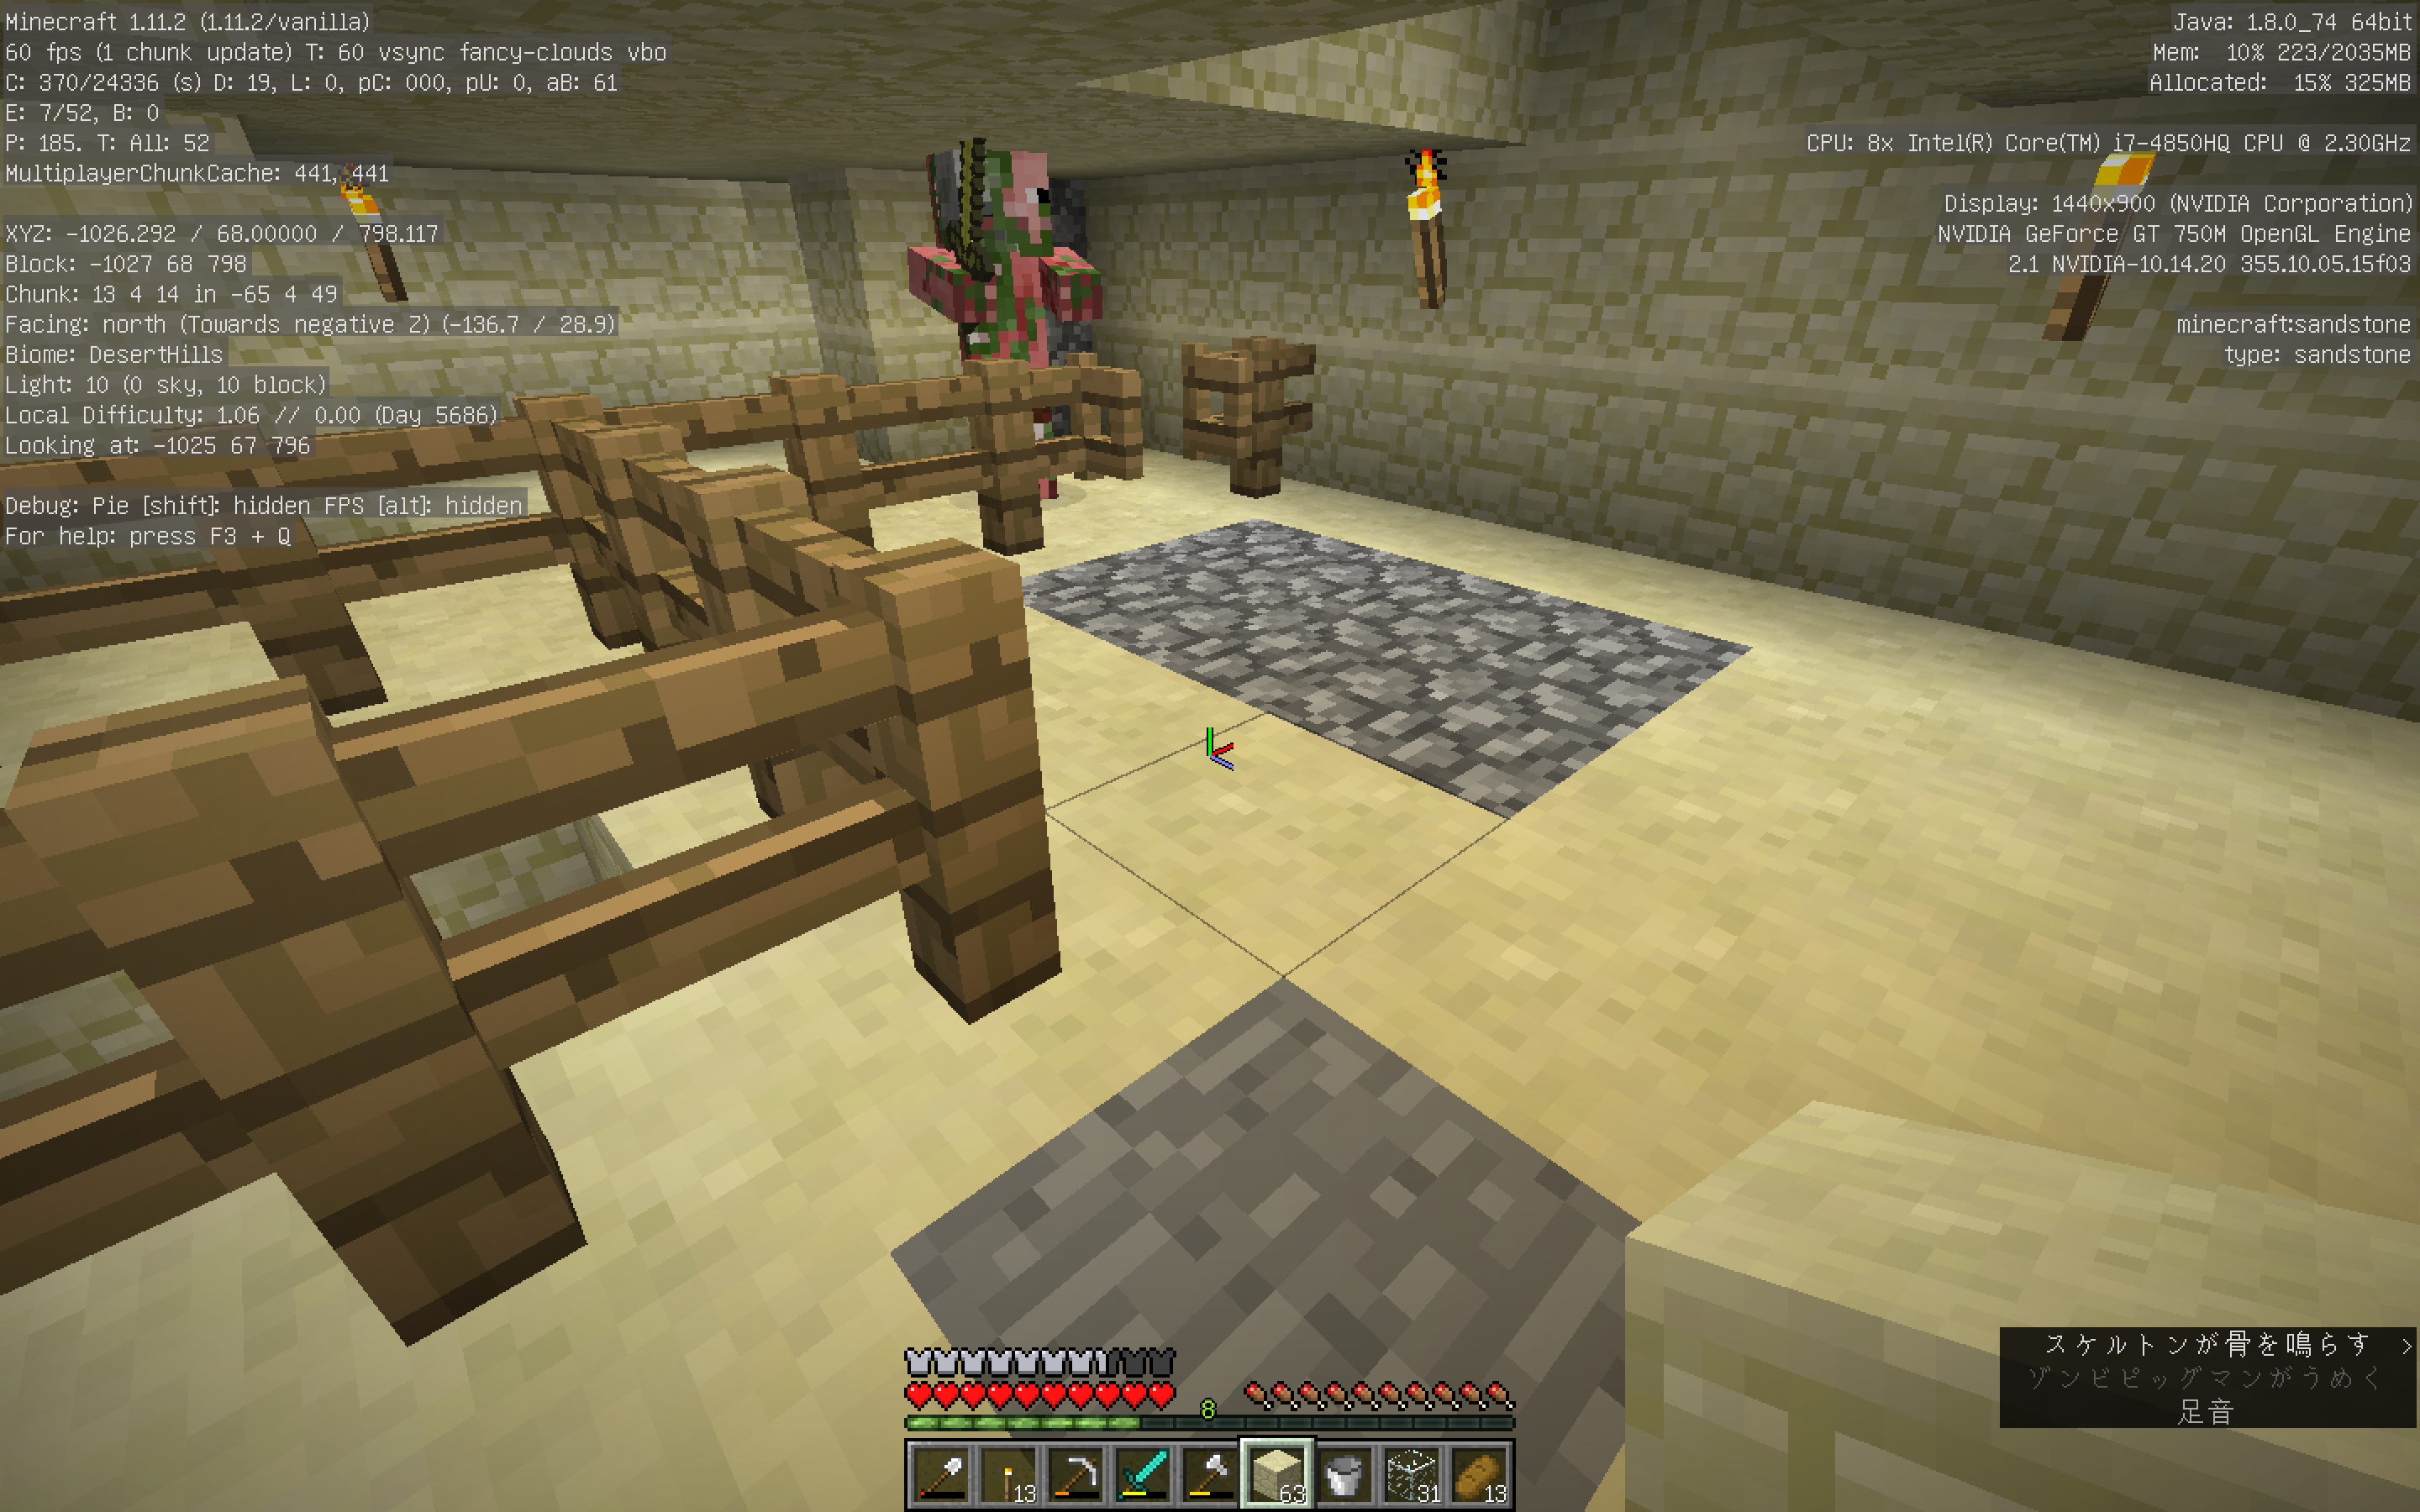 Minecraft 1.11.2 (1.11.2/vanilla)
60 fps (1 chunk update) T: 60 vsync fancy-clouds vbo
C: 370/24336 (s) D: 19, L: 0, pC: 000, pU: 0, aB: 61
E: 7/52, B: 0
P: 185. T: All: 52
MultiplayerChunkCache: 441, 441
XYZ: -1026.292 / 68.00000 / 798.117
Block: -1027 68 798
Chunk: 13 4 14 in -65 4 49
Facing: north (Towards negative Z) (-136.7 / 28.9)
Biome: DesertHills
Light: 10 (0 sky, 10 block)
Local Difficulty: 1.06 // 0.00 (Day 5686)
Looking at: -1025 67 796
Debug: Pie [shift]: hidden FPS [alt]: hidden
For help: press F3 + Q
Java: 1.8.0_74 64bit
Mem: 10% 223/2035MB
Allocated: 15% 325MB
CPU: 8x Intel(R) Core(TM) i7-4850HQ CPU @ 2.30GHz
Display: 1440x900 (NVIDIA Corporation)
NVIDIA GeForce GT 750M OpenGL Engine
2.1 NVIDIA-10.14.20 355.10.05.15f03
minecraft:sandstone
type: sandstone
スケルトンが骨を鳴らす >
ゾンビピッグマンがうめく
足音
8
13 63 31 13